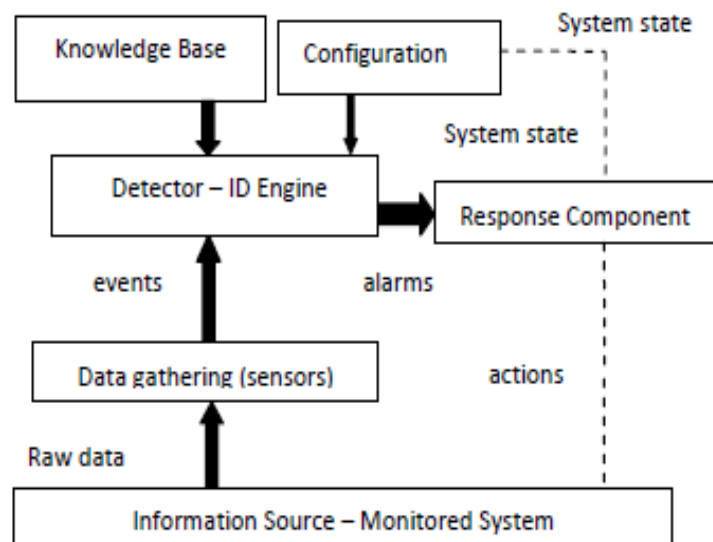 System state
Knowledge Base
Configuration
System state
Detector – ID Engine
Response Component
events
alarms
Data gathering (sensors)
actions
Raw data
Information Source – Monitored System